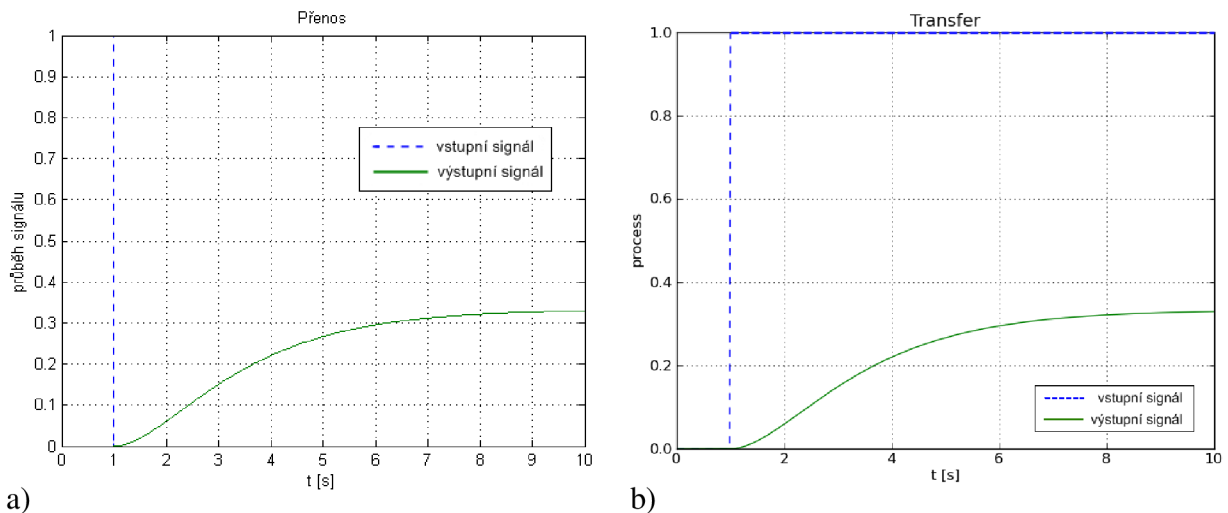 Přenos
1
0.9
0.8
0.7
0.6
0.5
0.4
0.3
0.2
0.1
0
průběh signálu
vstupní signál
výstupní signál
0 1 2 3 4 5 6 7 8 9 10
t [s]
a)
Transfer
1.0
0.8
0.6
0.4
0.2
0.0
process
vstupní signál
výstupní signál
0 2 4 6 8 10
t [s]
b)